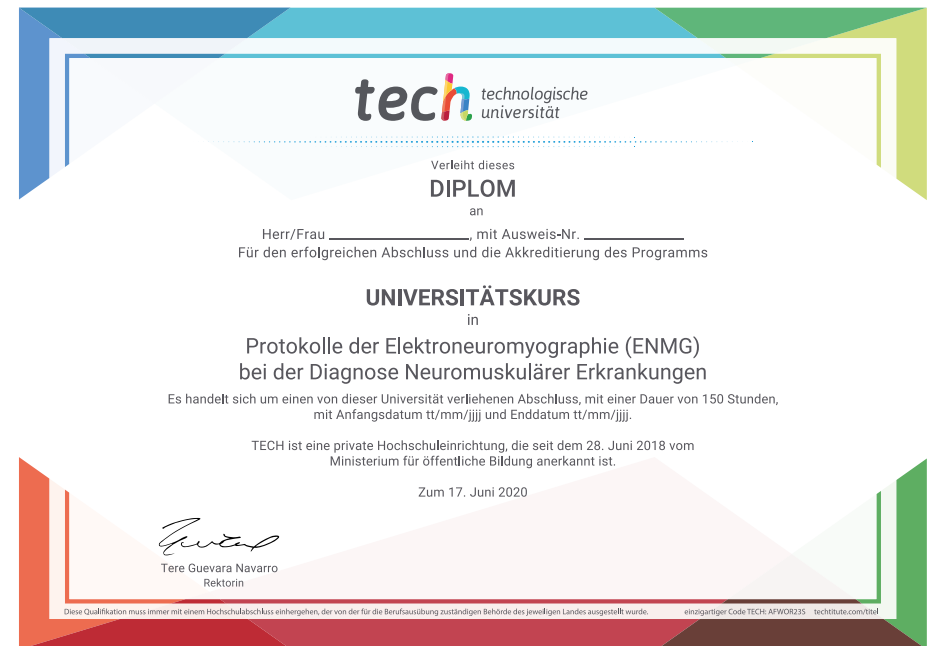 tech technologische
universität
Verleiht dieses
DIPLOM
an
Herr/Frau ____________________, mit Ausweis-Nr. ______________
Für den erfolgreichen Abschluss und die Akkreditierung des Programms
UNIVERSITÄTSKURS
in
Protokolle der Elektroneuromyographie (ENMG)
bei der Diagnose Neuromuskulärer Erkrankungen
Es handelt sich um einen von dieser Universität verliehenen Abschluss, mit einer Dauer von 150 Stunden,
mit Anfangsdatum tt/mm/jjjj und Enddatum tt/mm/jjjj.
TECH ist eine private Hochschuleinrichtung, die seit dem 28. Juni 2018 vom
Ministerium für öffentliche Bildung anerkannt ist.
Zum 17. Juni 2020
Tere Guevara Navarro
Rektorin
Diese Qualifikation muss immer mit einem Hochschulabschluss einhergehen, der von der für die Berufsausübung zuständigen Behörde des jeweiligen Landes ausgestellt wurde. einzigartiger Code TECH: AFWOR23S techtitute.com/titel